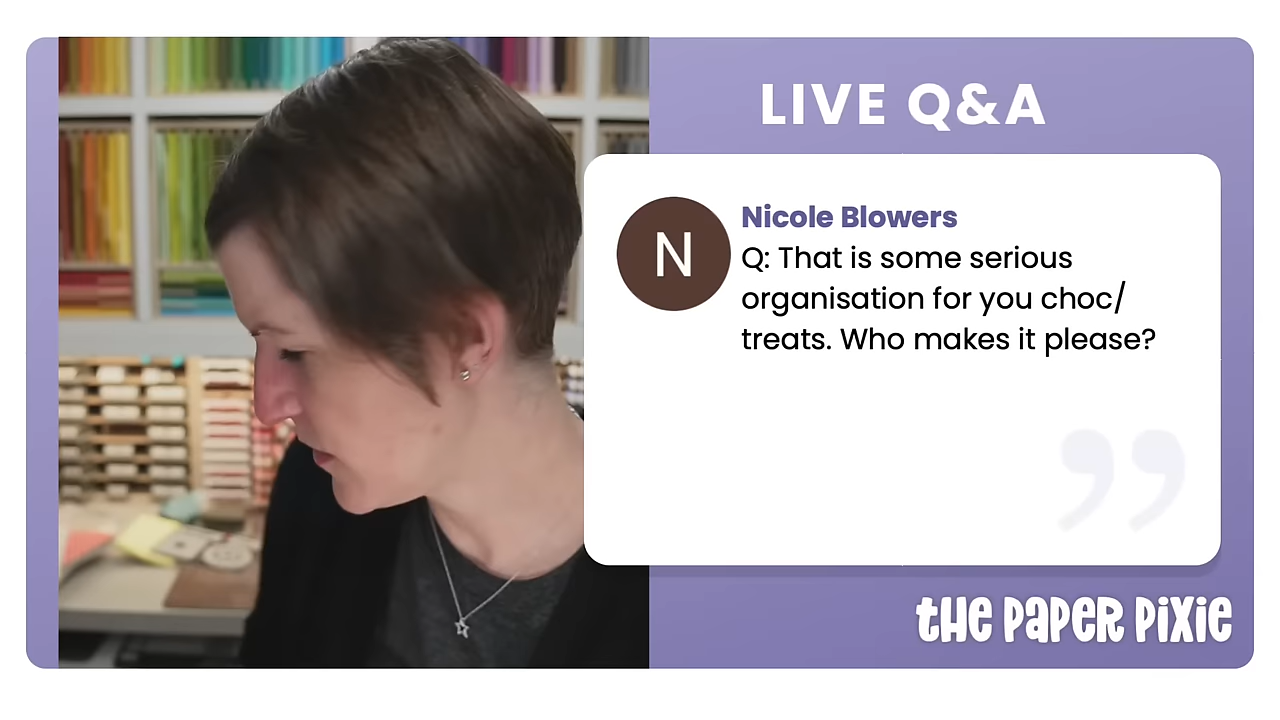 LIVE Q&A
N
Nicole Blowers
Q: That is some serious
organisation for you choc/
treats. Who makes it please?
”
the PAPER PiXiE